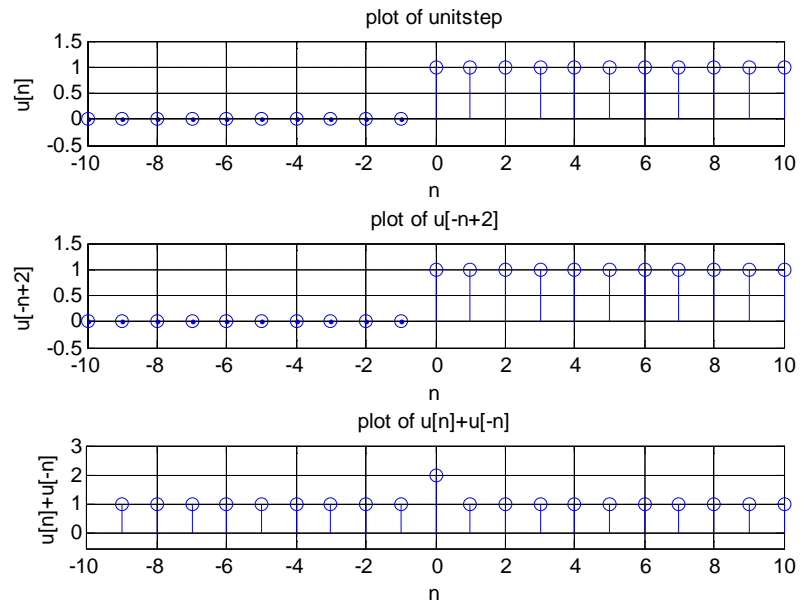 plot of unitstep
1.5
1
0.5
0
-0.5
u[n]
-10 -8 -6 -4 -2 0 2 4 6 8 10
n
plot of u[-n+2]
1.5
1
0.5
0
-0.5
u[-n+2]
-10 -8 -6 -4 -2 0 2 4 6 8 10
n
plot of u[n]+u[-n]
3
2
1
0
u[n]+u[-n]
-10 -8 -6 -4 -2 0 2 4 6 8 10
n